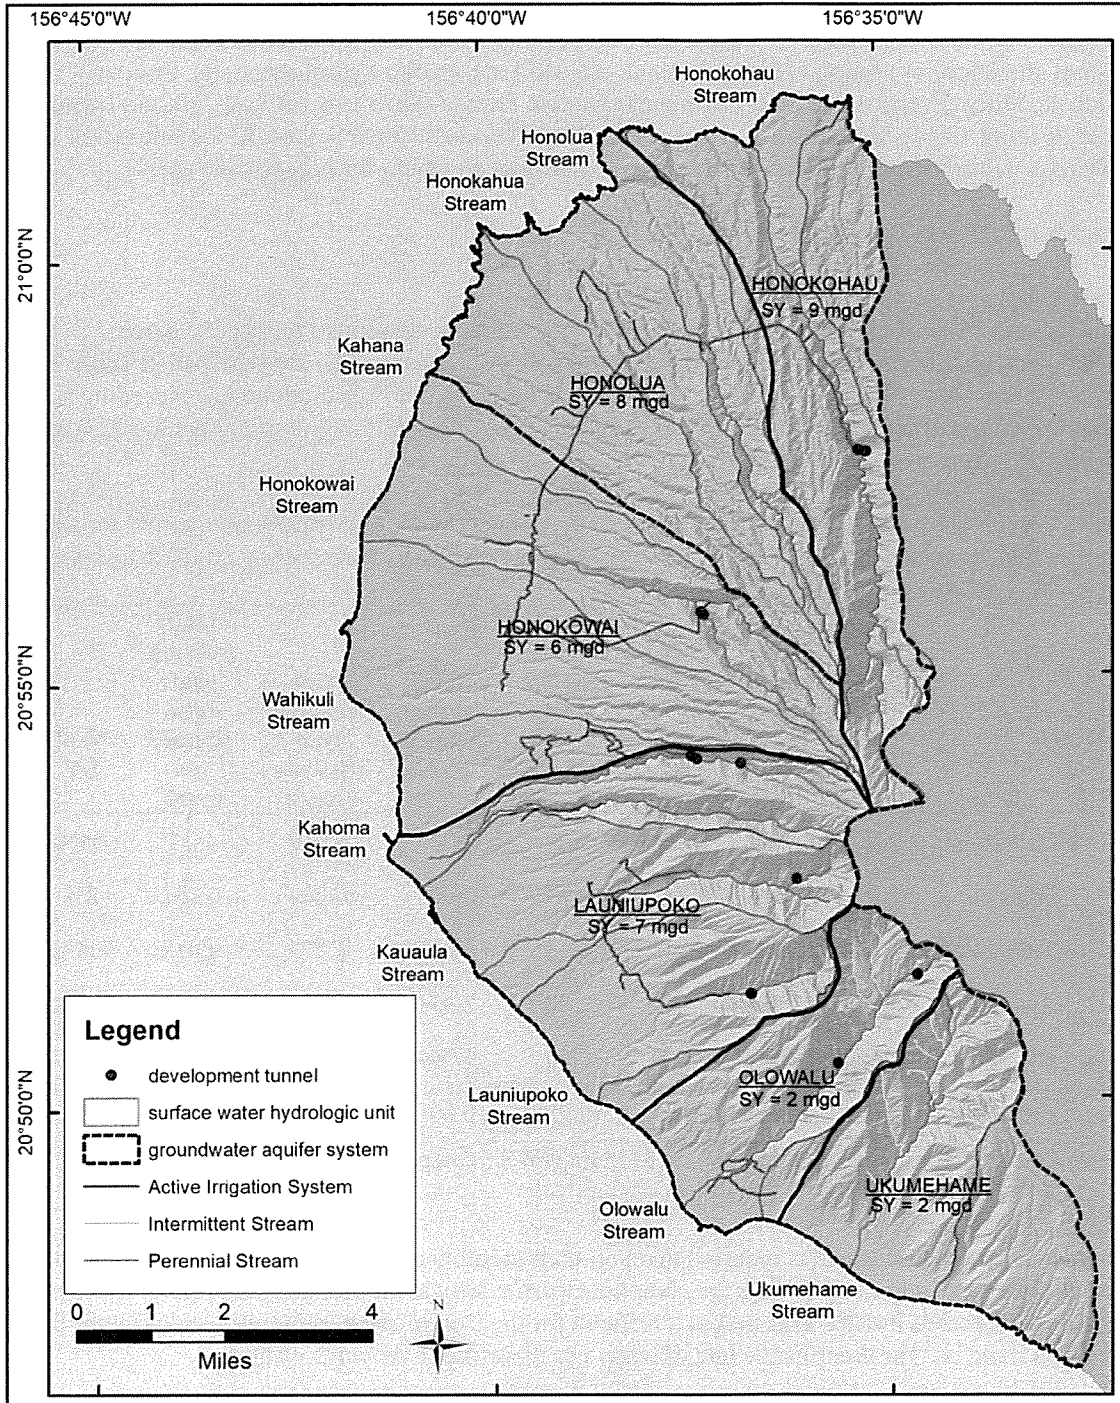 156°45'0"W
156°40'0"W
156°35'0"W
Honokohau
Stream
Honolua
Stream
Honokahua
Stream
21°0'0"N
HONOKOHAU
SY = 9 mgd
Kahana
Stream
HONOLUA
SY = 8 mgd
Honokowai
Stream
HONOKOWAI
SY = 6 mgd
20°55'0"N
Wahikuli
Stream
Kahoma
Stream
LAUNIUPOKO
SY = 7 mgd
Kauaula
Stream
Legend
development tunnel
surface water hydrologic unit
groundwater aquifer system
Active Irrigation System
Intermittent Stream
Perennial Stream
Launiupoko
Stream
OLOWALU
SY = 2 mgd
20°50'0"N
UKUMEHAME
SY = 2 mgd
Olowalu
Stream
Ukumehame
Stream
0 1 2 4
Miles
N